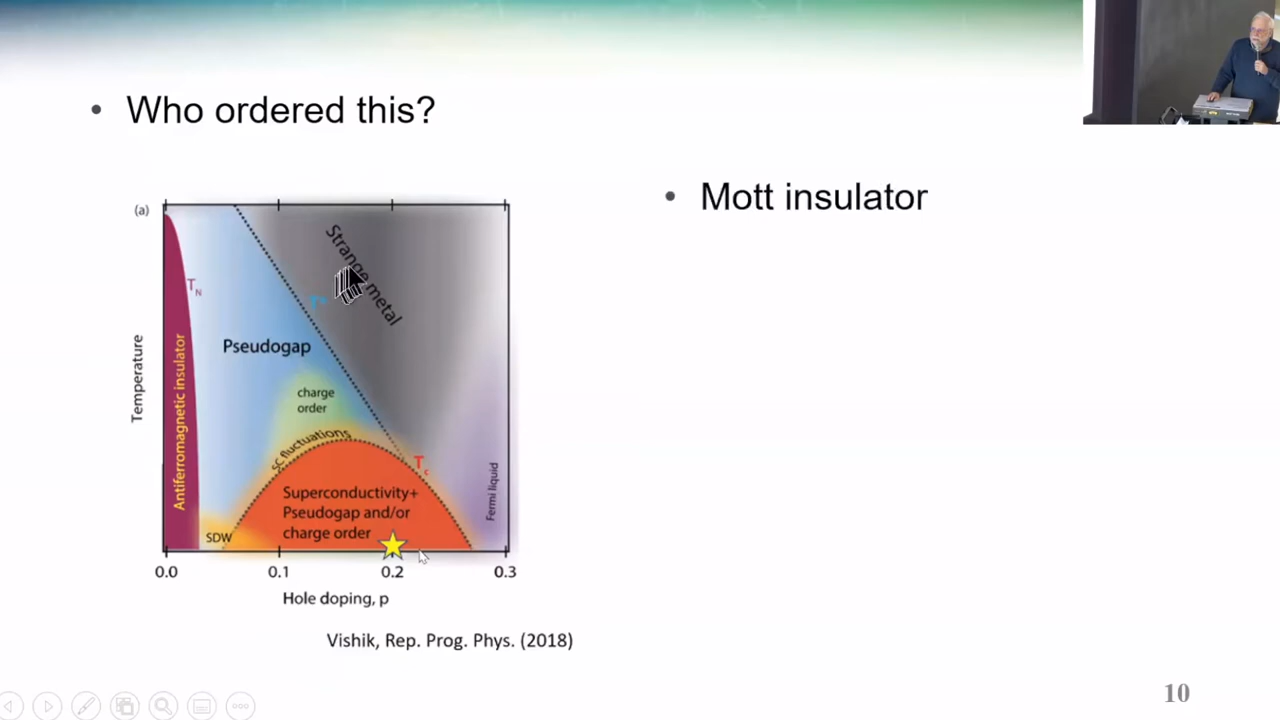 • Who ordered this?
• Mott insulator
(a)
Strange metal
T_N
T*
Pseudogap
Temperature
Antiferromagnetic insulator
charge
order
SC fluctuations
T_c
Superconductivity+
Pseudogap and/or
charge order
Fermi liquid
SDW
0.0 0.1 0.2 0.3
Hole doping, p
Vishik, Rep. Prog. Phys. (2018)
10